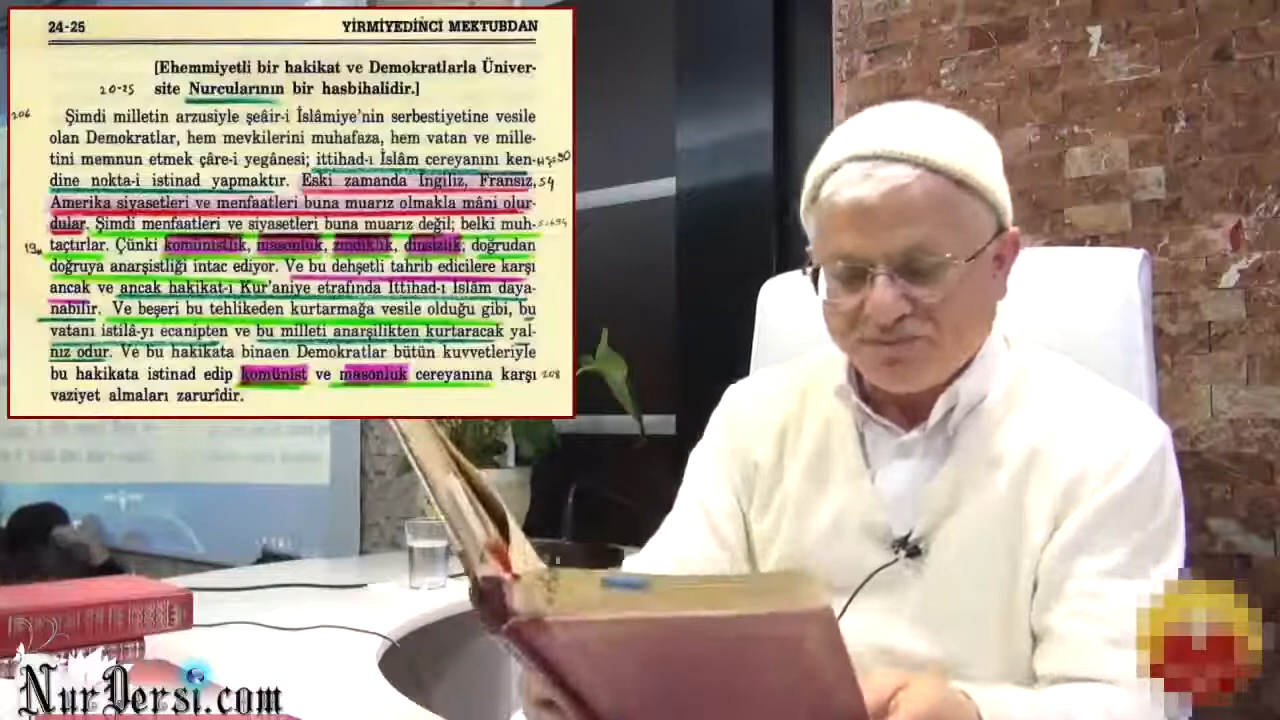 24-25 YİRMİYEDİNCİ MEKTUBDAN
[Ehemmiyetli bir hakikat ve Demokratlarla Üniver-
20-25 site Nurcularının bir hasbihalidir.]
206 Şimdi milletin arzusiyle şeâir-i İslâmiye'nin serbestiyetine vesile
olan Demokratlar, hem mevkilerini muhafaza, hem vatan ve mille-
tini memnun etmek çâre-i yegânesi; ittihad-ı İslâm cereyanını ken-
dine nokta-i istinad yapmaktır. Eski zamanda İngiliz, Fransız, 54
Amerika siyasetleri ve menfaatleri buna muarız olmakla mâni olur-
dular. Şimdi menfaatleri ve siyasetleri buna muarız değil; belki muh-
taçtırlar. Çünki komünistlik, masonluk, zındıklık, dinsizlik; doğrudan
doğruya anarşistliği intac ediyor. Ve bu dehşetli tahrib edicilere karşı
ancak ve ancak hakikat-ı Kur'aniye etrafında İttihad-ı İslâm daya-
nabilir. Ve beşeri bu tehlikeden kurtarmağa vesile olduğu gibi, bu
vatanı istilâ-yı ecanipten ve bu milleti anarşilikten kurtaracak yal-
nız odur. Ve bu hakikata binaen Demokratlar bütün kuvvetleriyle
bu hakikata istinad edip komünist ve masonluk cereyanına karşı 208
vaziyet almaları zarurîdir.
NurDersi.com